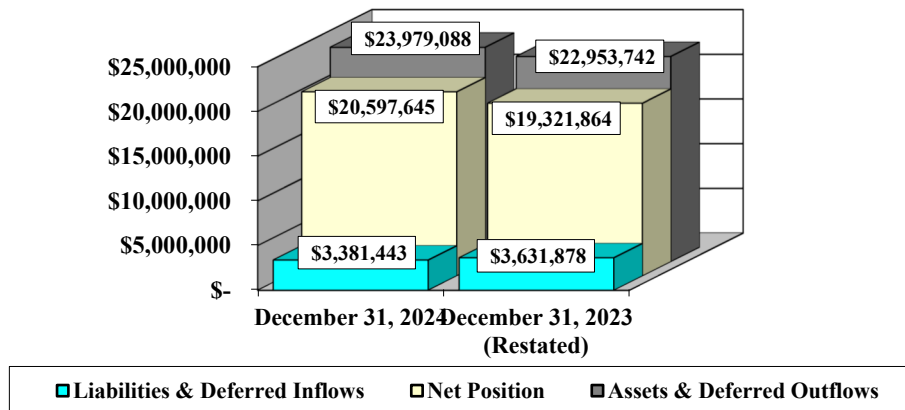 $23,979,088
$22,953,742
$25,000,000
$20,597,645
$19,321,864
$20,000,000
$15,000,000
$10,000,000
$5,000,000
$3,381,443
$3,631,878
$-
December 31, 2024
December 31, 2023
(Restated)
Liabilities & Deferred Inflows
Net Position
Assets & Deferred Outflows